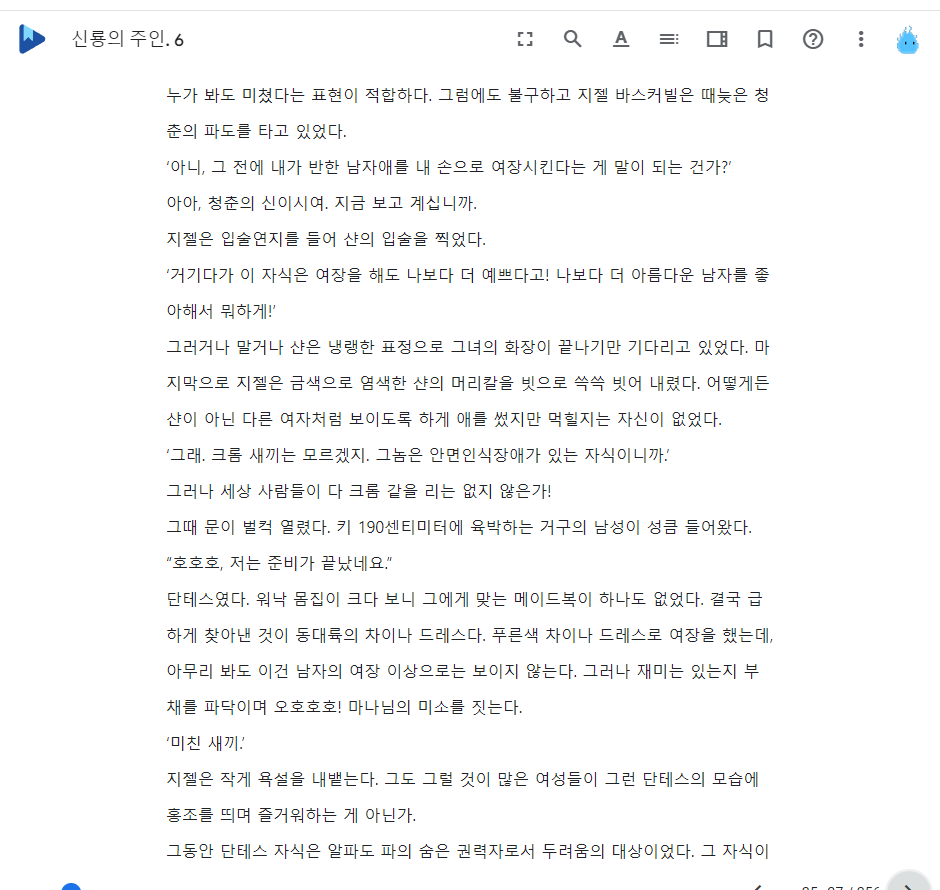 신룡의 주인. 6
누가 봐도 미쳤다는 표현이 적합하다. 그럼에도 불구하고 지젤 바스커빌은 때늦은 청
춘의 파도를 타고 있었다.
‘아니, 그 전에 내가 반한 남자애를 내 손으로 여장시킨다는 게 말이 되는 건가?’
아아, 청춘의 신이시여. 지금 보고 계십니까.
지젤은 입술연지를 들어 샨의 입술을 찍었다.
‘거기다가 이 자식은 여장을 해도 나보다 더 예쁘다고! 나보다 더 아름다운 남자를 좋
아해서 뭐하게!’
그러거나 말거나 샨은 냉랭한 표정으로 그녀의 화장이 끝나기만 기다리고 있었다. 마
지막으로 지젤은 금색으로 염색한 샨의 머리칼을 빗으로 쓱쓱 빗어 내렸다. 어떻게든
샨이 아닌 다른 여자처럼 보이도록 하게 애를 썼지만 먹힐지는 자신이 없었다.
‘그래. 크롬 새끼는 모르겠지. 그놈은 안면인식장애가 있는 자식이니까.’
그러나 세상 사람들이 다 크롬 같을 리는 없지 않은가!
그때 문이 벌컥 열렸다. 키 190센티미터에 육박하는 거구의 남성이 성큼 들어왔다.
“호호호, 저는 준비가 끝났네요.”
단테스였다. 워낙 몸집이 크다 보니 그에게 맞는 메이드복이 하나도 없었다. 결국 급
하게 찾아낸 것이 동대륙의 차이나 드레스다. 푸른색 차이나 드레스로 여장을 했는데,
아무리 봐도 이건 남자의 여장 이상으로는 보이지 않는다. 그러나 재미는 있는지 부
채를 파닥이며 오호호호! 마나님의 미소를 짓는다.
‘미친 새끼.’
지젤은 작게 욕설을 내뱉는다. 그도 그럴 것이 많은 여성들이 그런 단테스의 모습에
홍조를 띄며 즐거워하는 게 아닌가.
그동안 단테스 자식은 알파도 파의 숨은 권력자로서 두려움의 대상이었다. 그 자식이